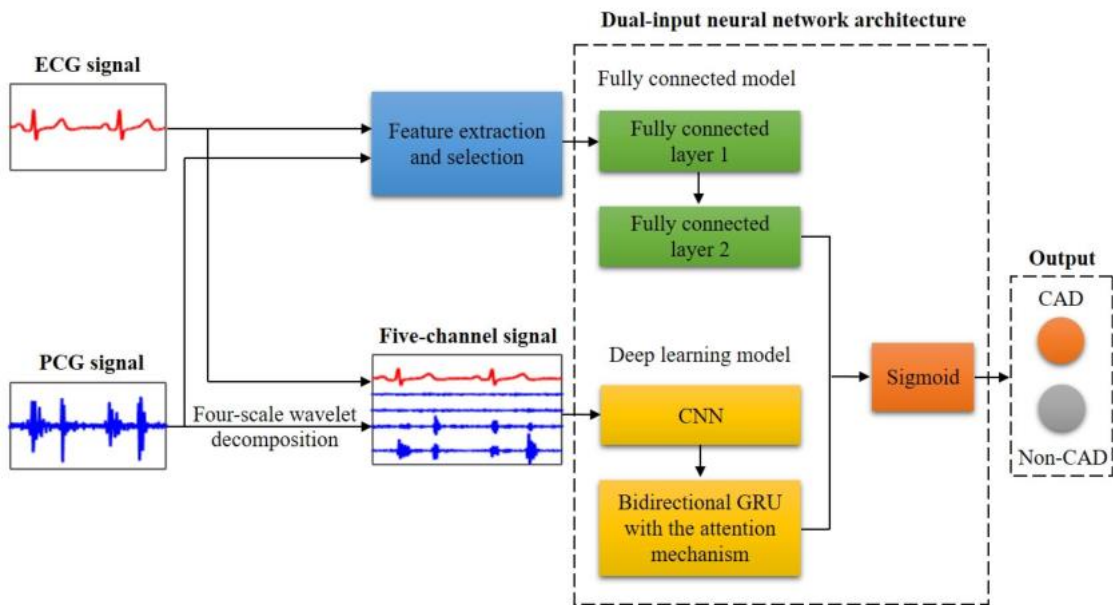 Dual-input neural network architecture
ECG signal
Fully connected model
Feature extraction
and selection
Fully connected
layer 1
Fully connected
layer 2
Output
CAD
Non-CAD
PCG signal
Four-scale wavelet
decomposition
Five-channel signal
Deep learning model
CNN
Bidirectional GRU
with the attention
mechanism
Sigmoid